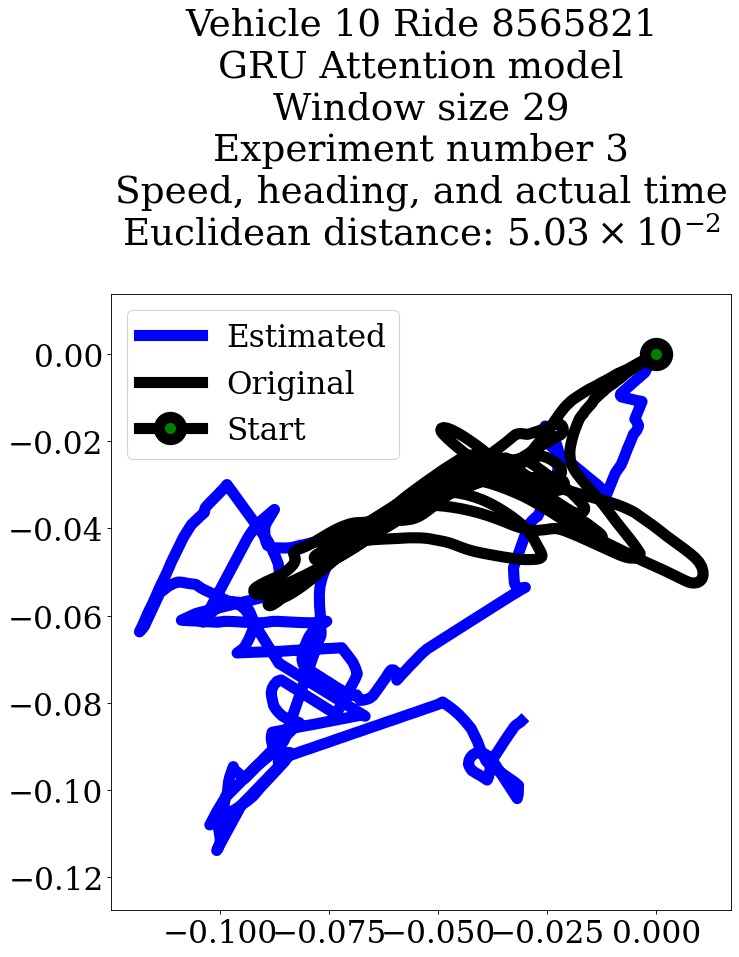 Vehicle 10 Ride 8565821
GRU Attention model
Window size 29
Experiment number 3
Speed, heading, and actual time
Euclidean distance: 5.03 × 10⁻²
Estimated
Original
Start
0.00
−0.02
−0.04
−0.06
−0.08
−0.10
−0.12
−0.100 −0.075 −0.050 −0.025 0.000